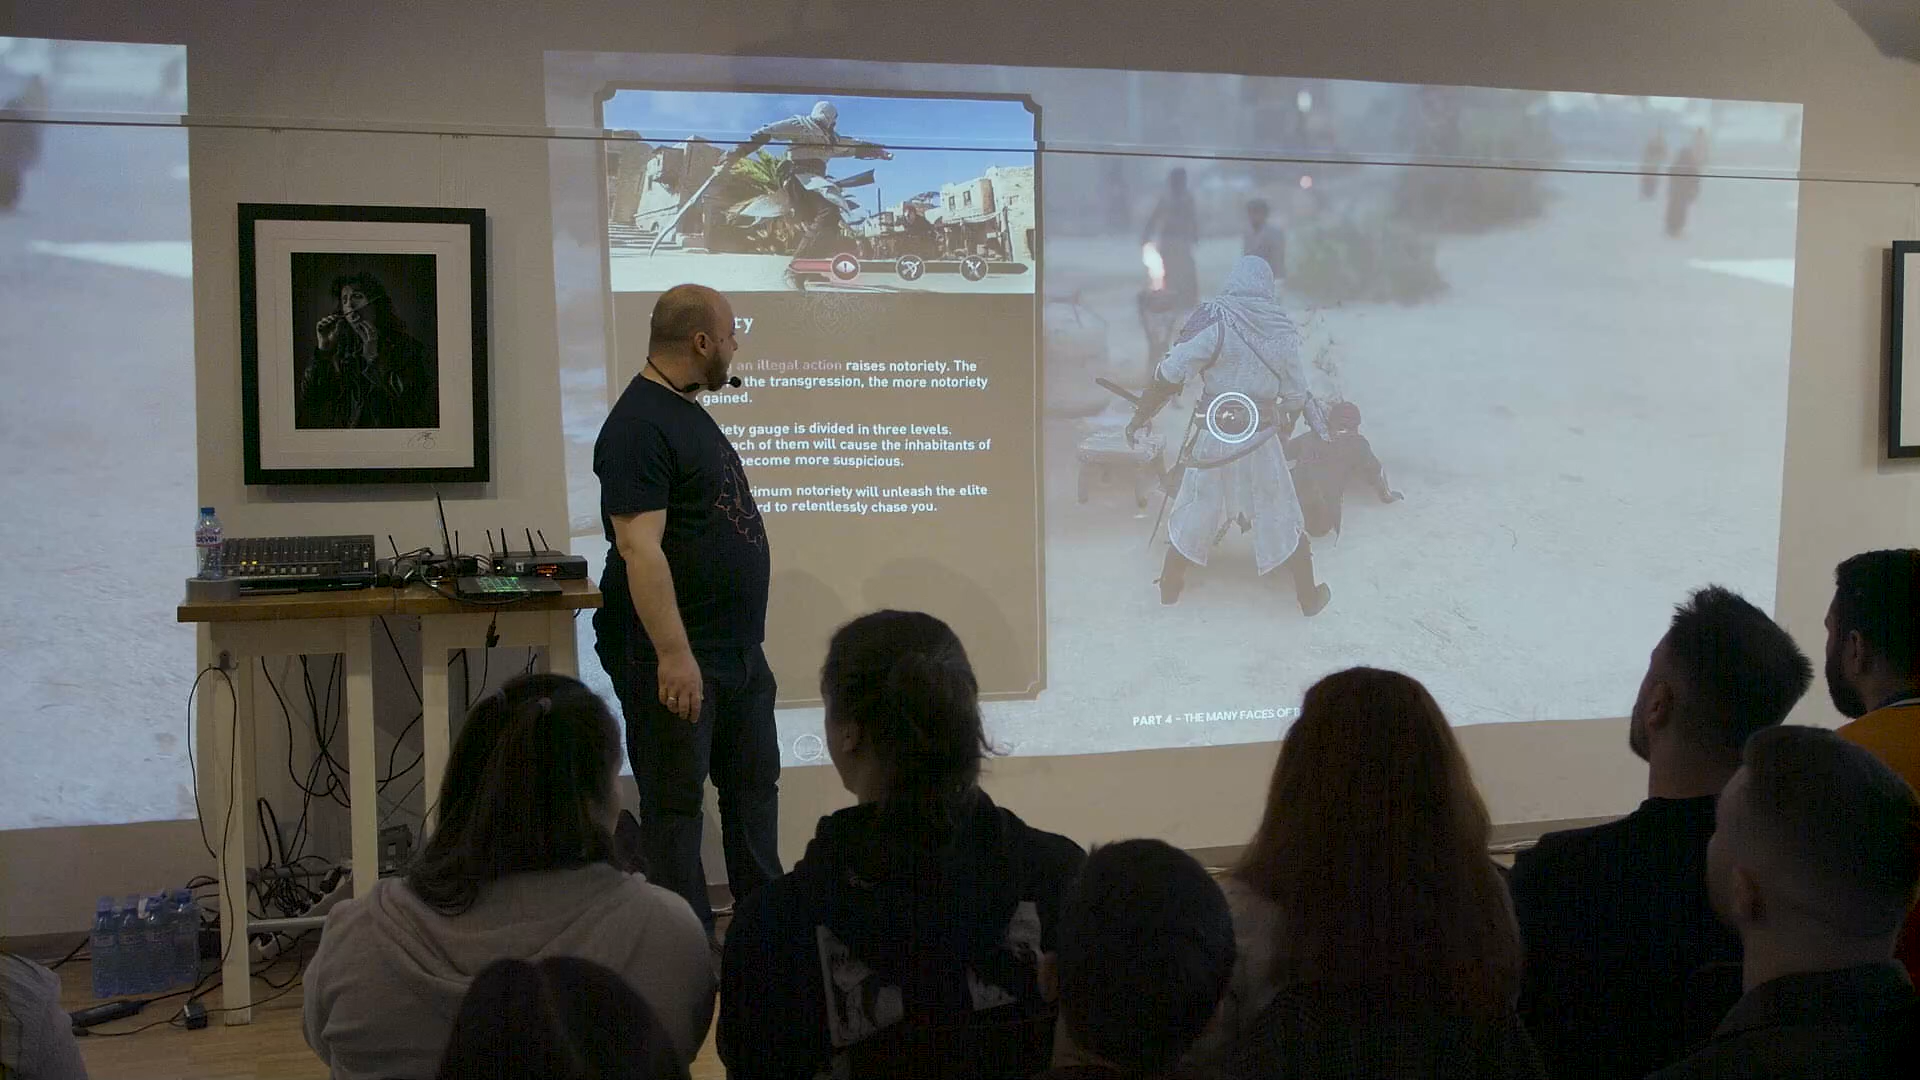 ty
an illegal action raises notoriety. The
the transgression, the more notoriety
gained.
iety gauge is divided in three levels.
ach of them will cause the inhabitants of
become more suspicious.
imum notoriety will unleash the elite
rd to relentlessly chase you.
PART 4 – THE MANY FACES OF
DEVIN